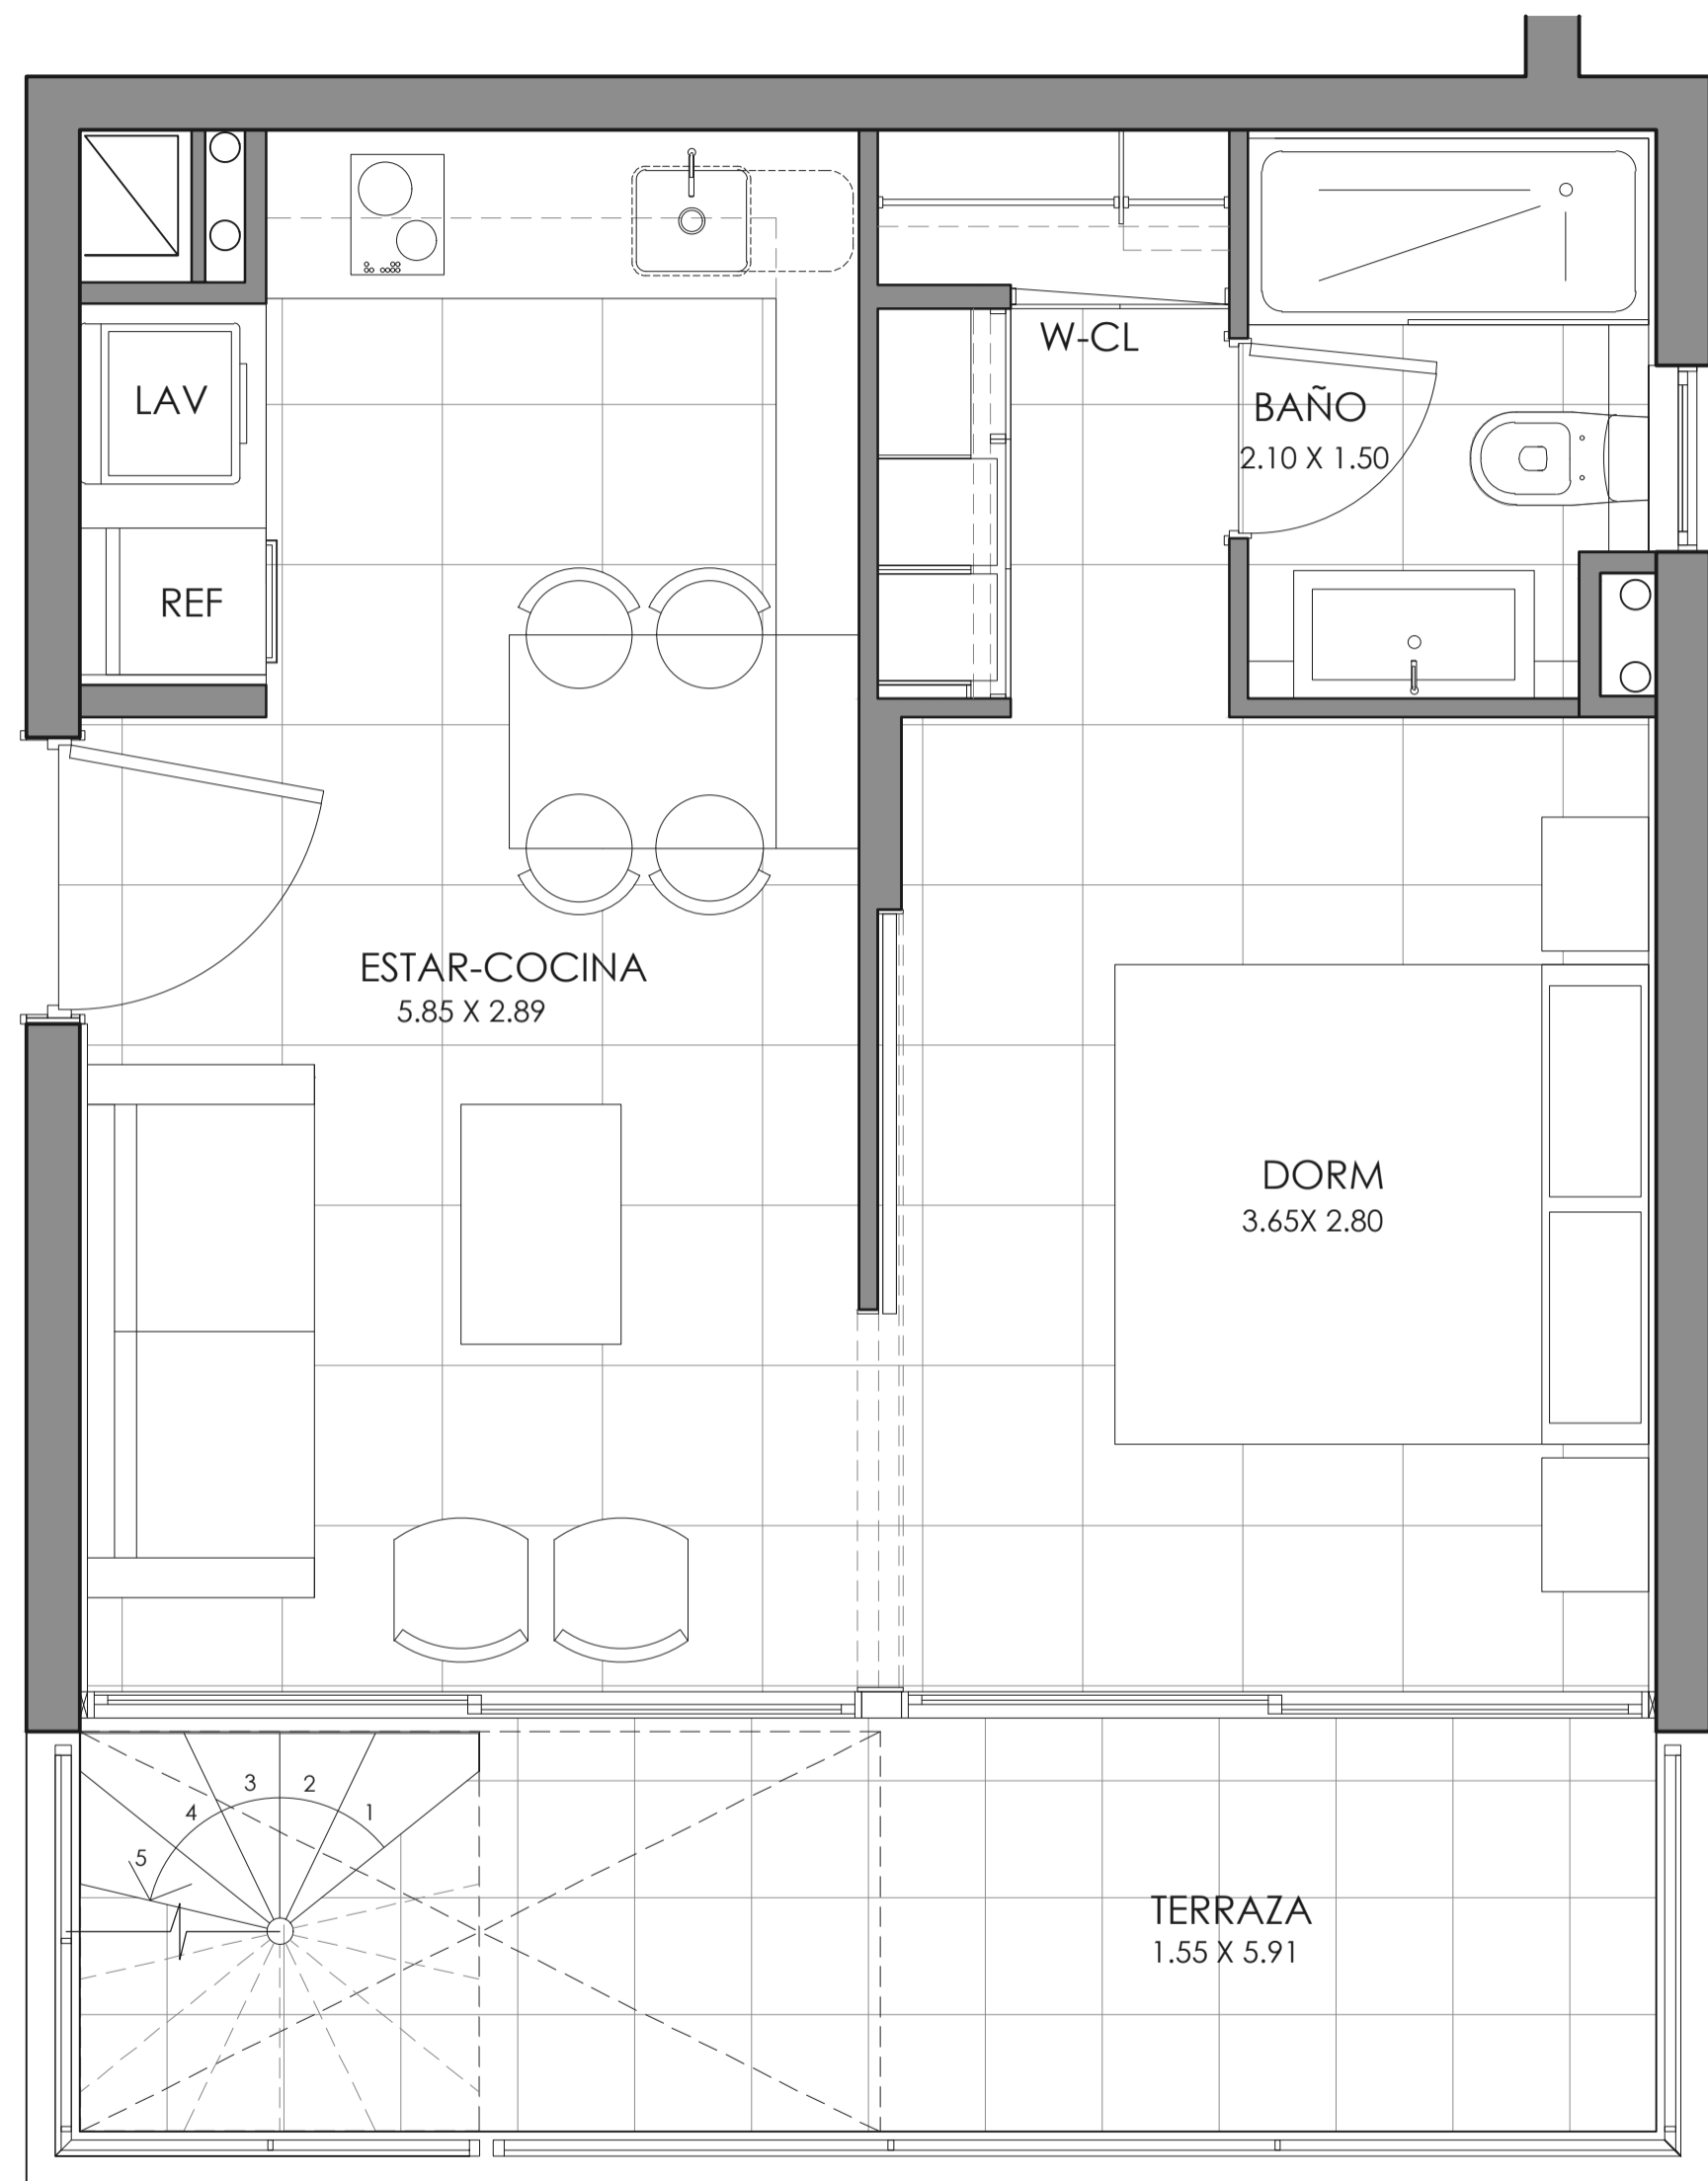 W-CL
LAV
BAÑO
2.10 X 1.50
REF
ESTAR-COCINA
5.85 X 2.89
DORM
3.65X 2.80
3
2
4
1
5
TERRAZA
1.55 X 5.91